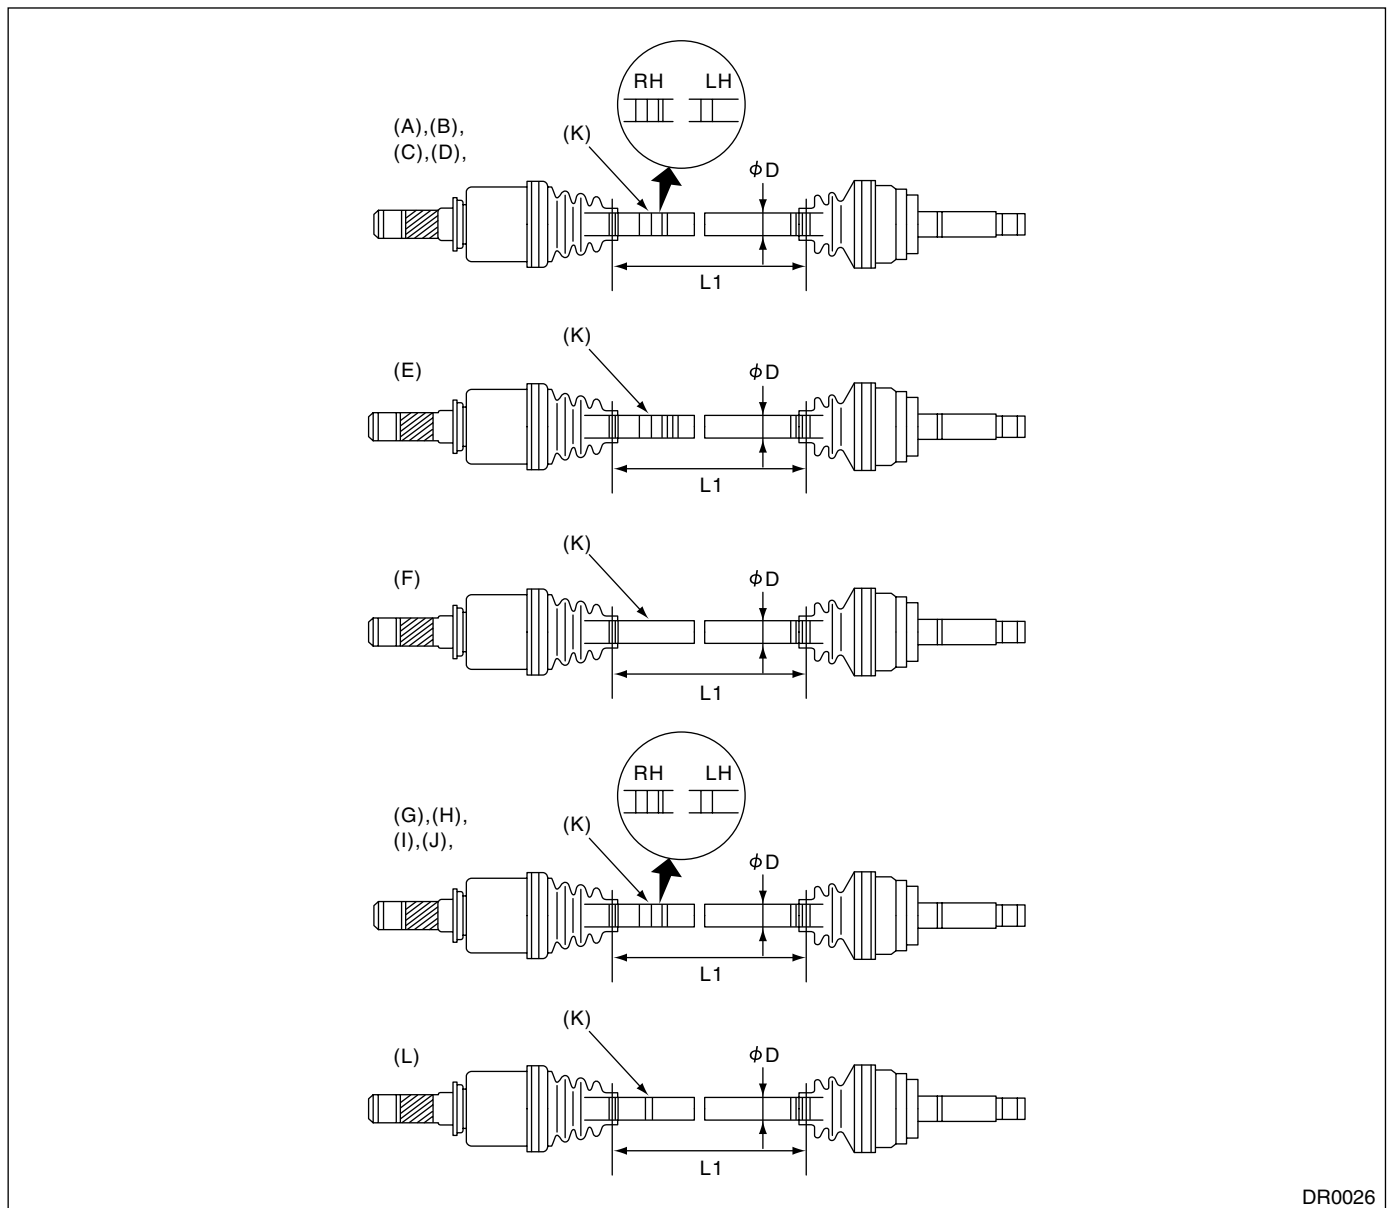 RH LH
(A),(B),
(C),(D),
(K)
ϕD
L1
(K)
(E)
ϕD
L1
(K)
(F)
ϕD
L1
RH LH
(G),(H),
(I),(J),
(K)
ϕD
L1
(K)
(L)
ϕD
L1
DR0026